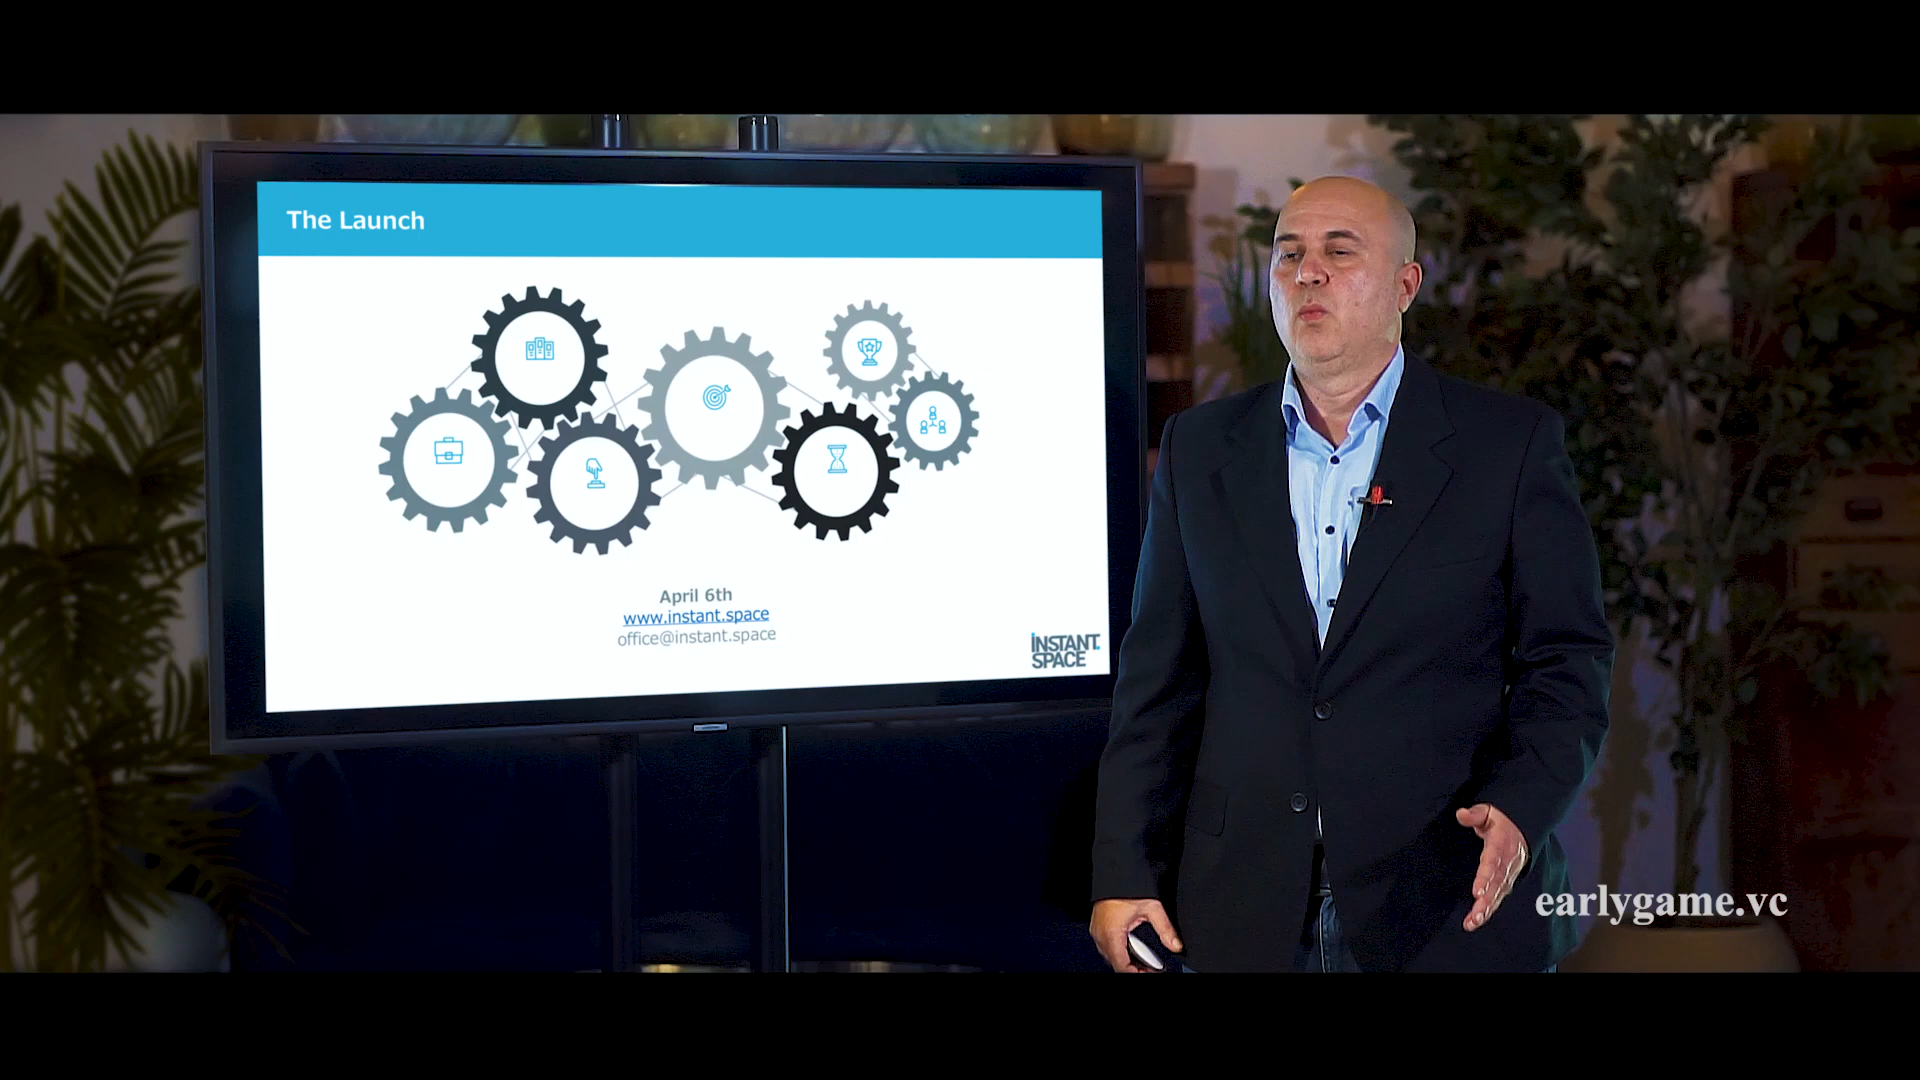 The Launch
April 6th
www.instant.space
office@instant.space
INSTANT.
SPACE
earlygame.vc